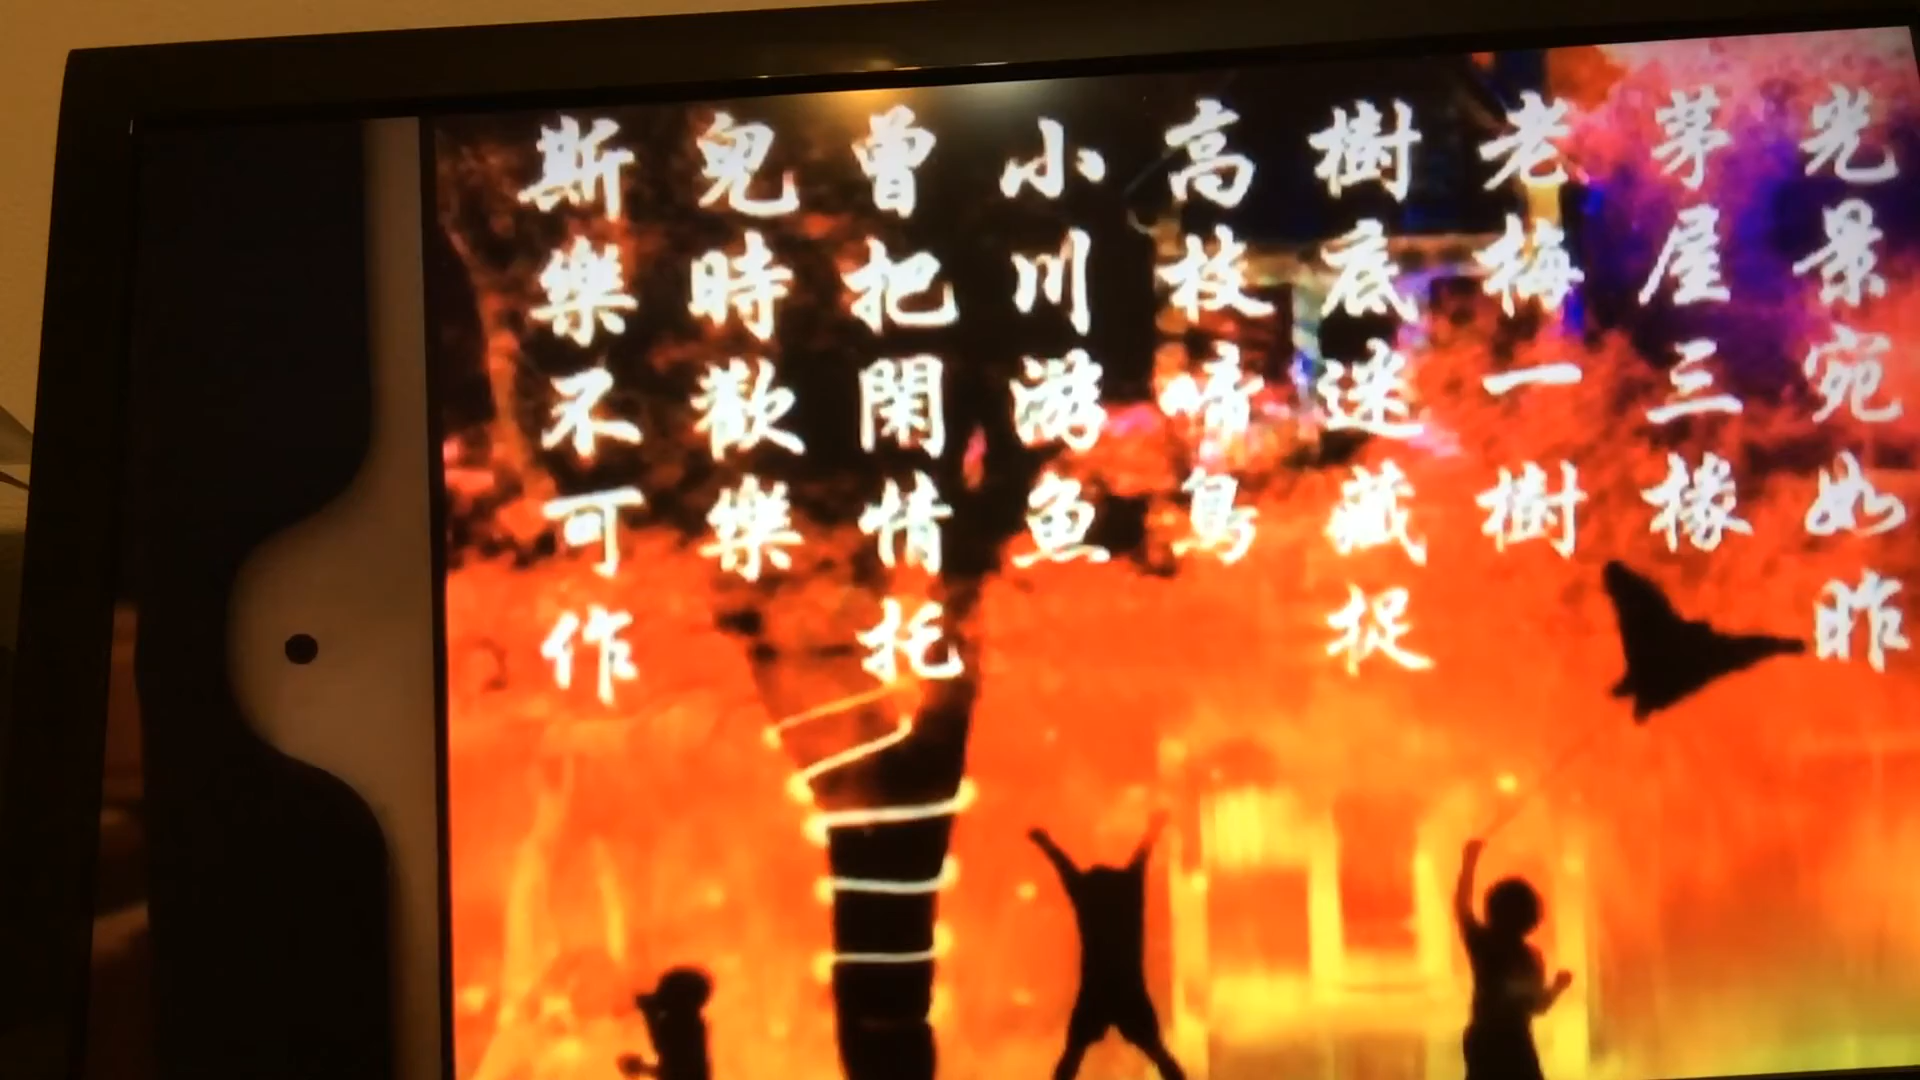 光景宛如昨
茅屋三椽
老梅一樹
樹底迷藏捉
高枝啼鳥
小川游魚
曾把閑情托
兒時歡樂
斯樂不可作